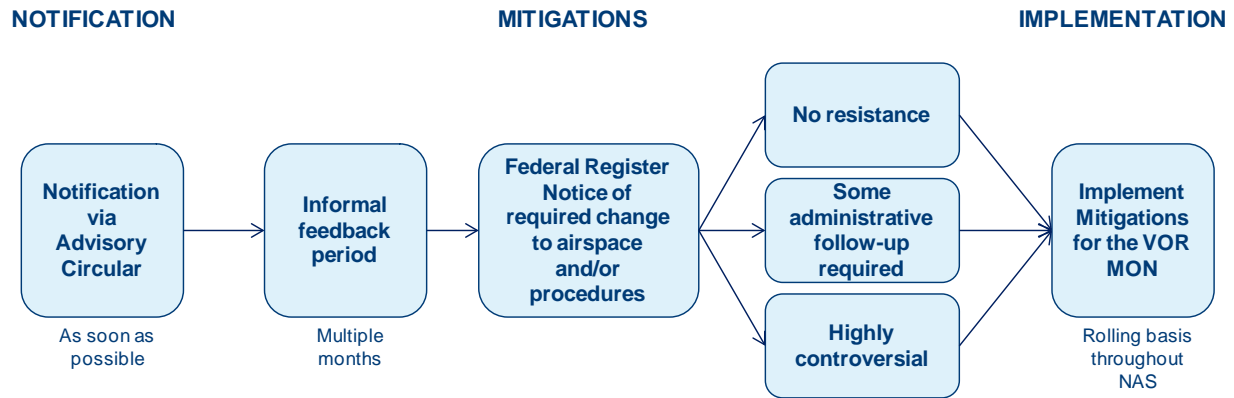 NOTIFICATION
MITIGATIONS
IMPLEMENTATION
Notification
via
Advisory
Circular
As soon as
possible
Informal
feedback
period
Multiple
months
Federal Register
Notice of
required change
to airspace
and/or
procedures
No resistance
Some
administrative
follow-up
required
Highly
controversial
Implement
Mitigations
for the VOR
MON
Rolling basis
throughout
NAS